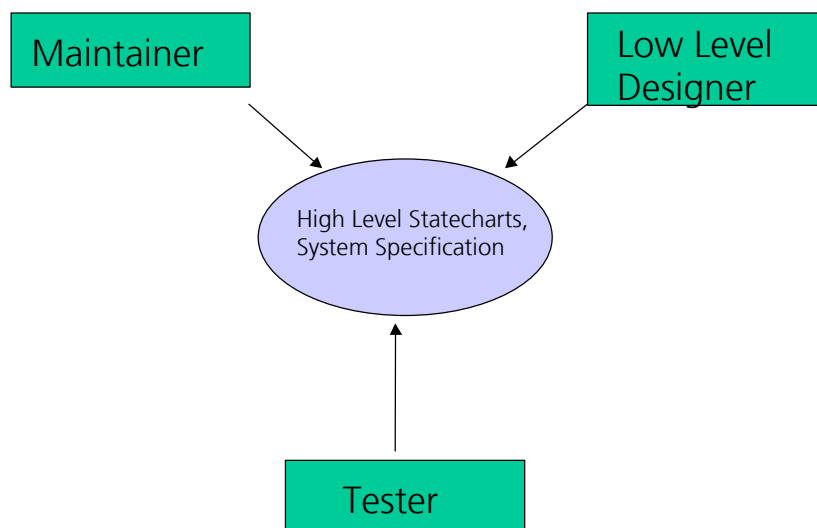 Maintainer
Low Level
Designer
High Level Statecharts,
System Specification
Tester